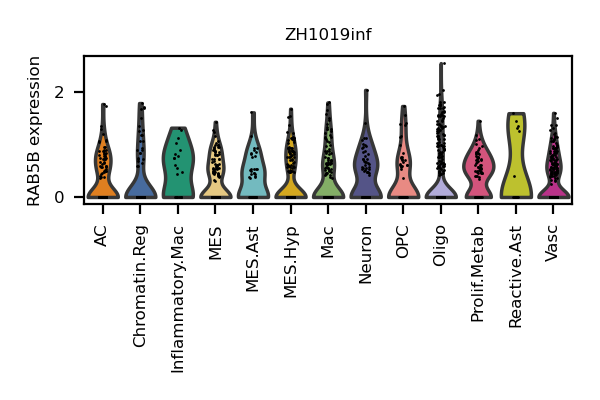 ZH1019inf
RAB5B expression
2
0
AC
Chromatin.Reg
Inflammatory.Mac
MES
MES.Ast
MES.Hyp
Mac
Neuron
OPC
Oligo
Prolif.Metab
Reactive.Ast
Vasc